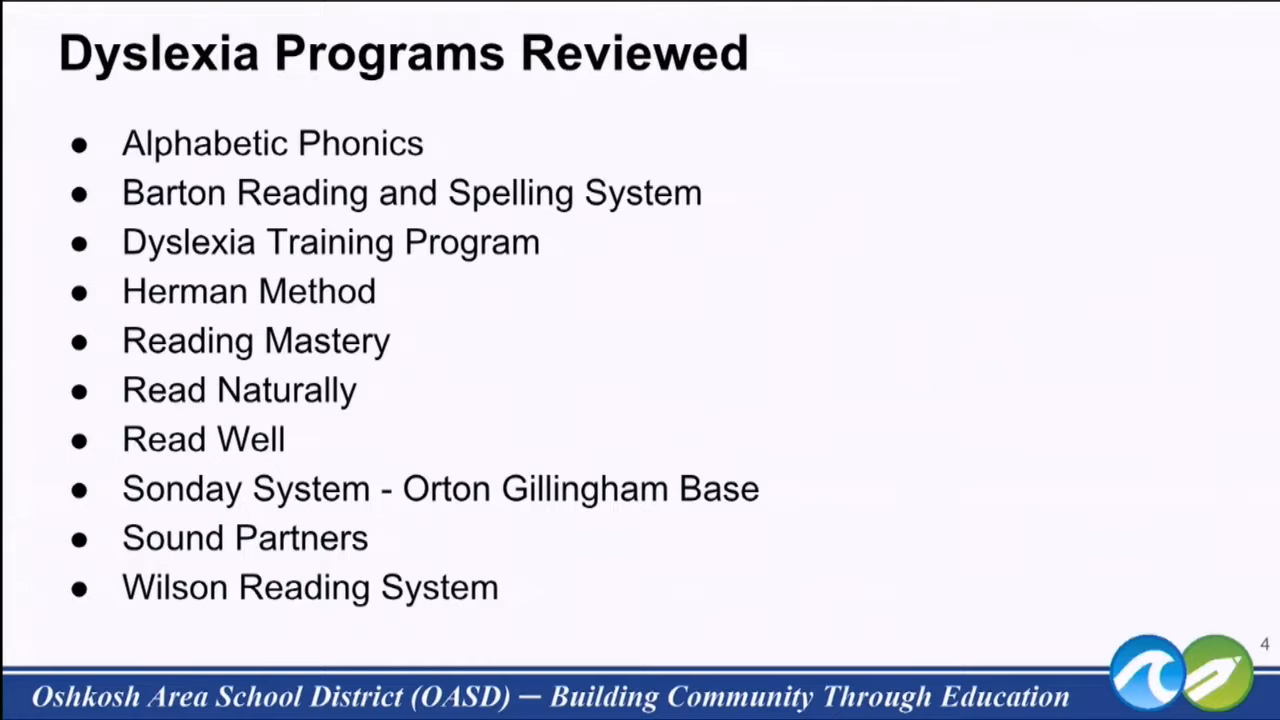 Dyslexia Programs Reviewed
● Alphabetic Phonics
● Barton Reading and Spelling System
● Dyslexia Training Program
● Herman Method
● Reading Mastery
● Read Naturally
● Read Well
● Sonday System - Orton Gillingham Base
● Sound Partners
● Wilson Reading System
4
Oshkosh Area School District (OASD) — Building Community Through Education